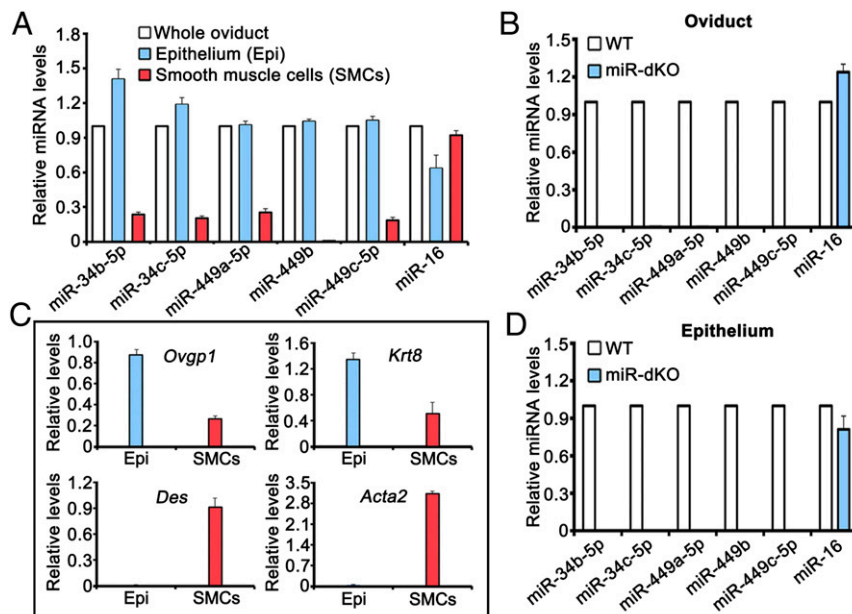 A
Relative miRNA levels
1.8
1.5
1.2
0.9
0.6
0.3
0
Whole oviduct
Epithelium (Epi)
Smooth muscle cells (SMCs)
miR-34b-5p
miR-34c-5p
miR-449a-5p
miR-449b
miR-449c-5p
miR-16
B
Oviduct
Relative miRNA levels
1.5
1.2
0.9
0.6
0.3
0
WT
miR-dKO
miR-34b-5p
miR-34c-5p
miR-449a-5p
miR-449b
miR-449c-5p
miR-16
C
Relative levels
1.0
0.8
0.6
0.4
0.2
0
Ovgp1
Epi SMCs
Relative levels
1.6
1.2
0.8
0.4
0
Krt8
Epi SMCs
Relative levels
1.2
0.9
0.6
0.3
0
Des
Epi SMCs
Relative levels
3.5
2.8
2.1
1.4
0.7
0
Acta2
Epi SMCs
D
Epithelium
Relative miRNA levels
1.5
1.2
0.9
0.6
0.3
0
WT
miR-dKO
miR-34b-5p
miR-34c-5p
miR-449a-5p
miR-449b
miR-449c-5p
miR-16